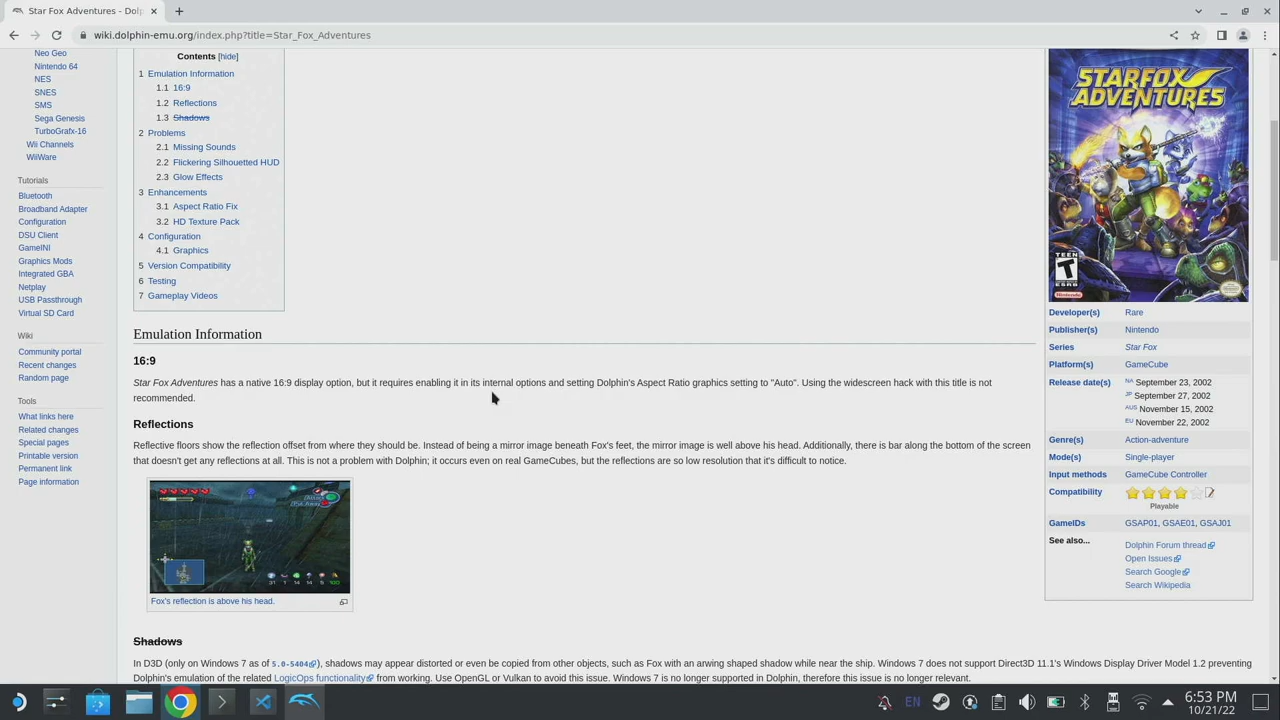 Star Fox Adventures - Dolp
wiki.dolphin-emu.org/index.php?title=Star_Fox_Adventures
Neo Geo
Nintendo 64
NES
SNES
SMS
Sega Genesis
TurboGrafx-16
Wii Channels
WiiWare
Tutorials
Bluetooth
Broadband Adapter
Configuration
DSU Client
GameINI
Graphics Mods
Integrated GBA
Netplay
USB Passthrough
Virtual SD Card
Wiki
Community portal
Recent changes
Random page
Tools
What links here
Related changes
Special pages
Printable version
Permanent link
Page information
Contents [hide]
1 Emulation Information
1.1 16:9
1.2 Reflections
1.3 Shadows
2 Problems
2.1 Missing Sounds
2.2 Flickering Silhouetted HUD
2.3 Glow Effects
3 Enhancements
3.1 Aspect Ratio Fix
3.2 HD Texture Pack
4 Configuration
4.1 Graphics
5 Version Compatibility
6 Testing
7 Gameplay Videos
Emulation Information
16:9
Star Fox Adventures has a native 16:9 display option, but it requires enabling it in its internal options and setting Dolphin's Aspect Ratio graphics setting to "Auto". Using the widescreen hack with this title is not
recommended.
Reflections
Reflective floors show the reflection offset from where they should be. Instead of being a mirror image beneath Fox's feet, the mirror image is well above his head. Additionally, there is bar along the bottom of the screen
that doesn't get any reflections at all. This is not a problem with Dolphin; it occurs even on real GameCubes, but the reflections are so low resolution that it's difficult to notice.
Fox's reflection is above his head.
Shadows
In D3D (only on Windows 7 as of 5.0-5404), shadows may appear distorted or even be copied from other objects, such as Fox with an arwing shaped shadow while near the ship. Windows 7 does not support Direct3D 11.1's Windows Display Driver Model 1.2 preventing
Dolphin's emulation of the related LogicOps functionality from working. Use OpenGL or Vulkan to avoid this issue. Windows 7 is no longer supported in Dolphin, therefore this issue is no longer relevant.
STARFOX
ADVENTURES
TEEN
T
ESRB
Nintendo
Developer(s) Rare
Publisher(s) Nintendo
Series Star Fox
Platform(s) GameCube
Release date(s) NA September 23, 2002
JP September 27, 2002
AUS November 15, 2002
EU November 22, 2002
Genre(s) Action-adventure
Mode(s) Single-player
Input methods GameCube Controller
Compatibility
Playable
GameIDs GSAP01, GSAE01, GSAJ01
See also... Dolphin Forum thread
Open Issues
Search Google
Search Wikipedia
EN
6:53 PM
10/21/22